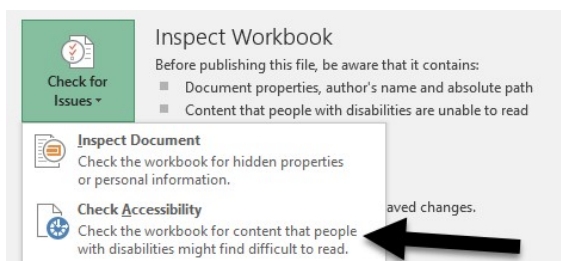 Inspect Workbook
Check for
Issues
Before publishing this file, be aware that it contains:
Document properties, author's name and absolute path
Content that people with disabilities are unable to read
Inspect Document
Check the workbook for hidden properties
or personal information.
Check Accessibility
Check the workbook for content that people
with disabilities might find difficult to read.
aved changes.